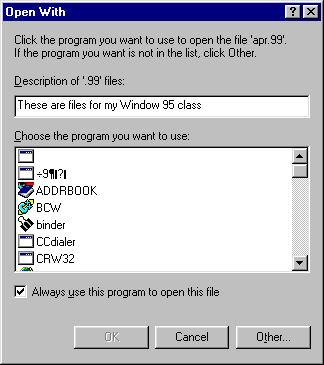 Open With
Click the program you want to use to open the file 'apr.99'.
If the program you want is not in the list, click Other.
Description of '.99' files:
These are files for my Window 95 class
Choose the program you want to use:
ADDRBOOK
BCW
binder
CCdialer
CRW32
Always use this program to open this file
OK
Cancel
Other...